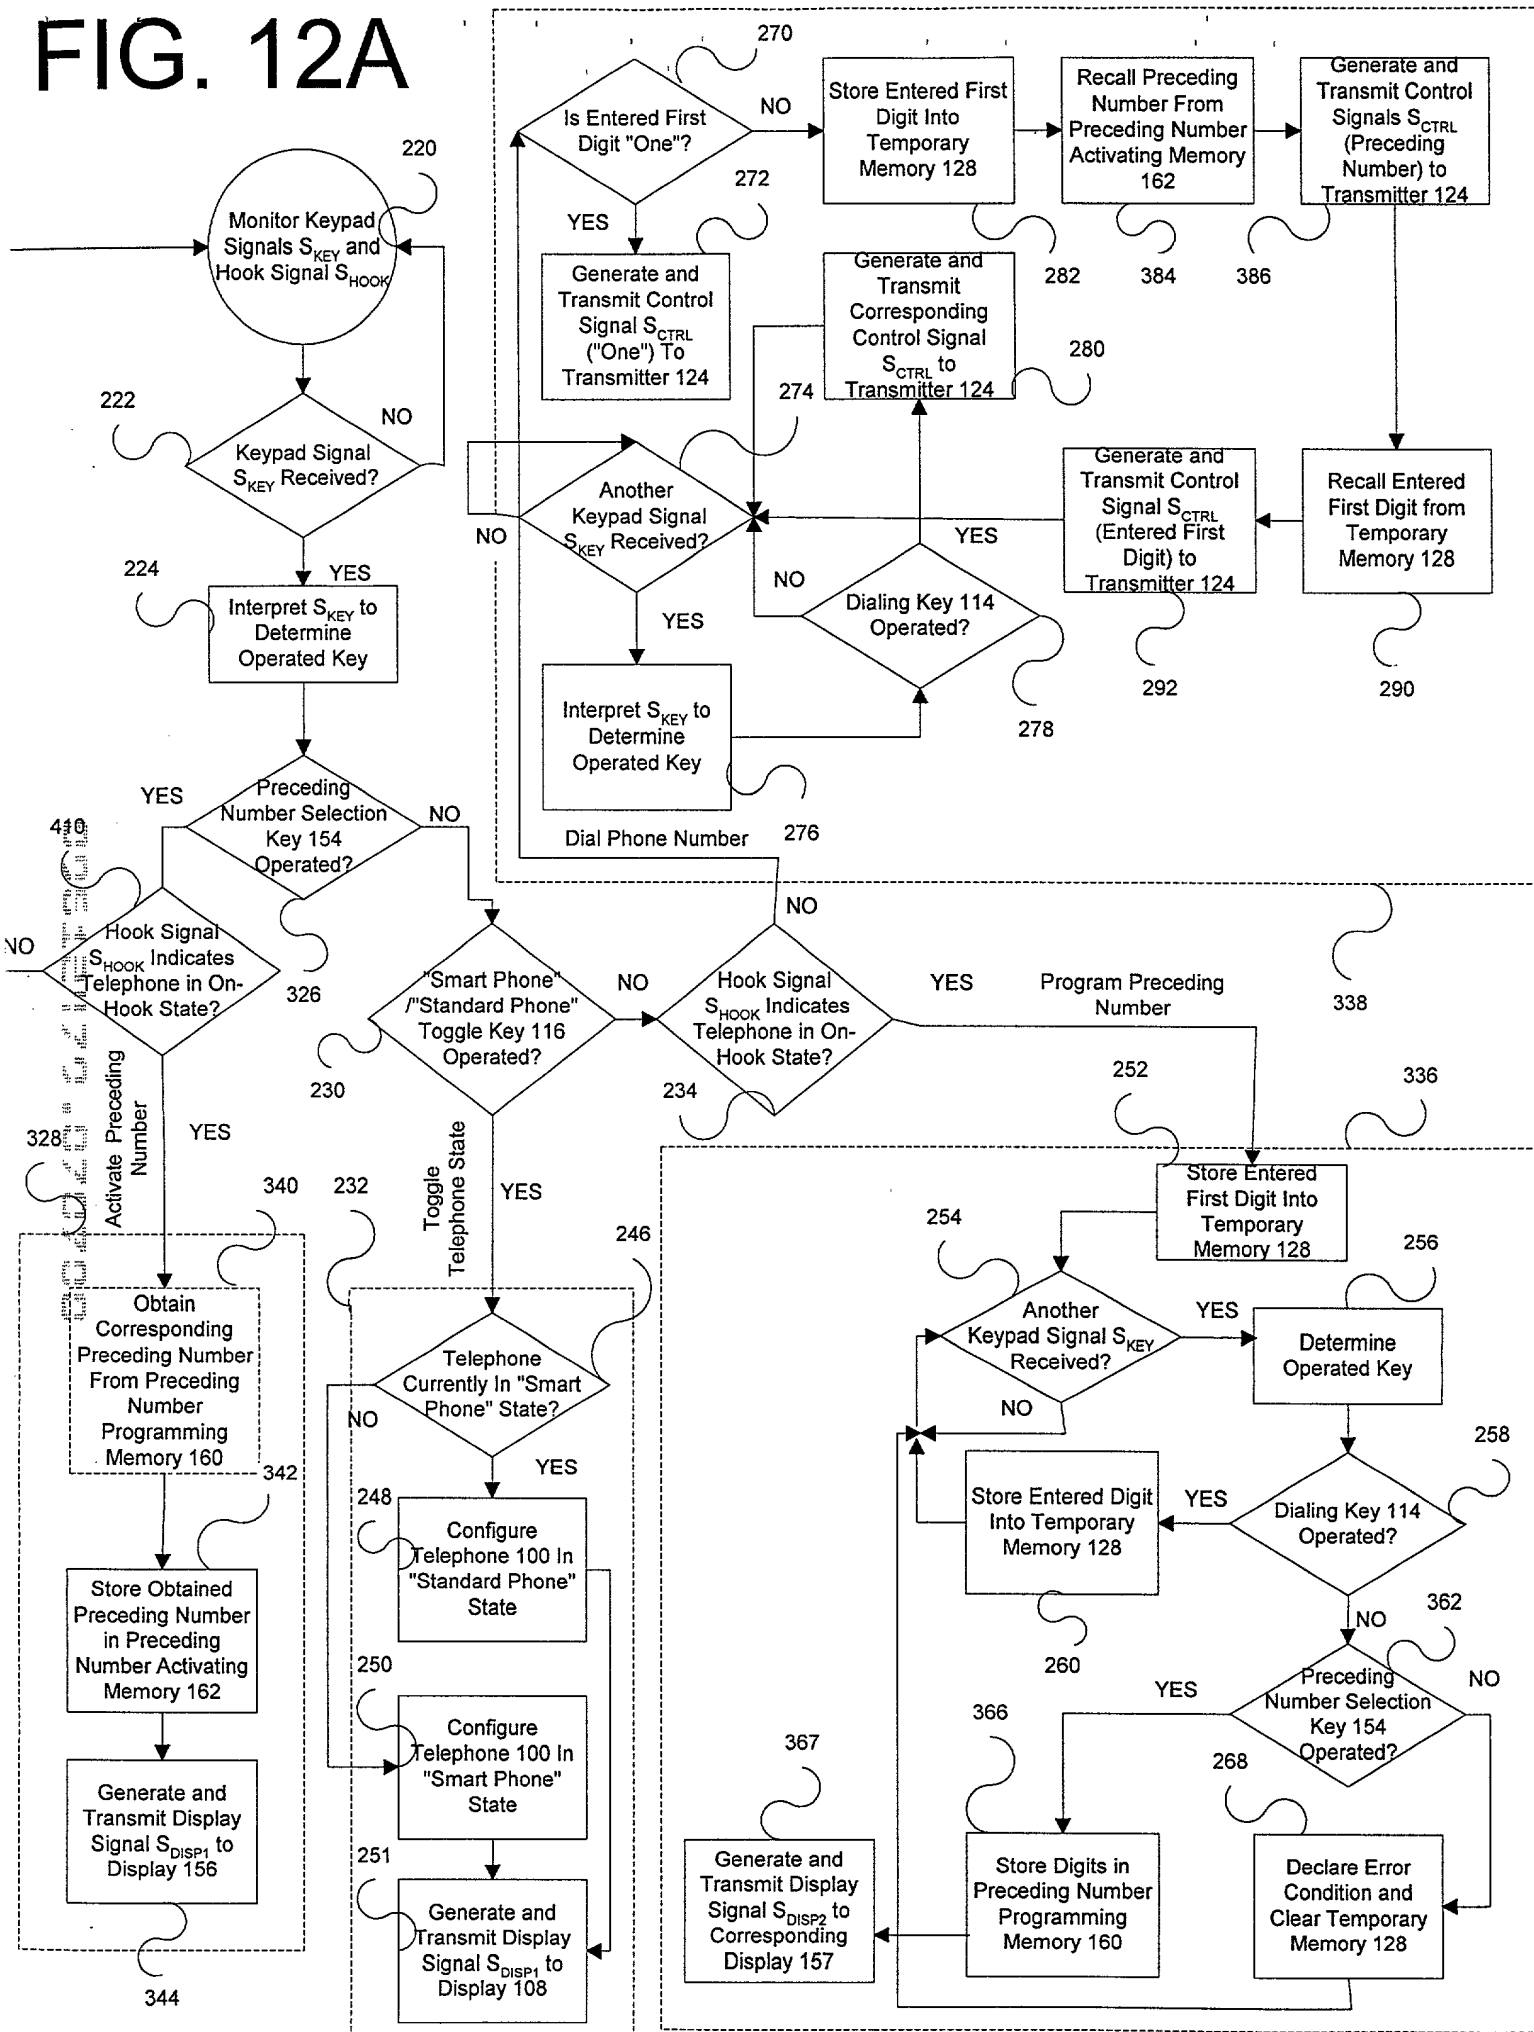 FIG. 12A
270
Is Entered First
Digit "One"?
NO
YES
Store Entered First
Digit Into
Temporary
Memory 128
282
Recall Preceding
Number From
Preceding Number
Activating Memory
162
384
Generate and
Transmit Control
Signals SCTRL
(Preceding
Number) to
Transmitter 124
386
272
Generate and
Transmit Control
Signal SCTRL
("One") To
Transmitter 124
Generate and
Transmit
Corresponding
Control Signal
SCTRL to
Transmitter 124
280
220
Monitor Keypad
Signals SKEY and
Hook Signal SHOOK
222
NO
Keypad Signal
SKEY Received?
YES
274
Another
Keypad Signal
SKEY Received?
NO
YES
Generate and
Transmit Control
Signal SCTRL
(Entered First
Digit) to
Transmitter 124
292
Recall Entered
First Digit from
Temporary
Memory 128
290
YES
NO
Dialing Key 114
Operated?
278
224
Interpret SKEY to
Determine
Operated Key
Interpret SKEY to
Determine
Operated Key
276
Dial Phone Number
YES
Preceding
Number Selection
Key 154
Operated?
NO
326
410
NO
Hook Signal
SHOOK Indicates
Telephone in On-
Hook State?
YES
Activate Preceding
Number
328
"Smart Phone"
/"Standard Phone"
Toggle Key 116
Operated?
NO
230
YES
Toggle
Telephone State
NO
Hook Signal
SHOOK Indicates
Telephone in On-
Hook State?
234
YES
Program Preceding
Number
338
252
336
Store Entered
First Digit Into
Temporary
Memory 128
340
Obtain
Corresponding
Preceding Number
From Preceding
Number
Programming
Memory 160
342
Store Obtained
Preceding Number
in Preceding
Number Activating
Memory 162
Generate and
Transmit Display
Signal SDISP1 to
Display 156
344
232
246
Telephone
Currently In "Smart
Phone" State?
NO
YES
248
Configure
Telephone 100 In
"Standard Phone"
State
250
Configure
Telephone 100 In
"Smart Phone"
State
251
Generate and
Transmit Display
Signal SDISP1 to
Display 108
254
Another
Keypad Signal SKEY
Received?
YES
NO
256
Determine
Operated Key
258
Dialing Key 114
Operated?
YES
NO
Store Entered Digit
Into Temporary
Memory 128
260
362
Preceding
Number Selection
Key 154
Operated?
YES
NO
366
367
268
Generate and
Transmit Display
Signal SDISP2 to
Corresponding
Display 157
Store Digits in
Preceding Number
Programming
Memory 160
Declare Error
Condition and
Clear Temporary
Memory 128